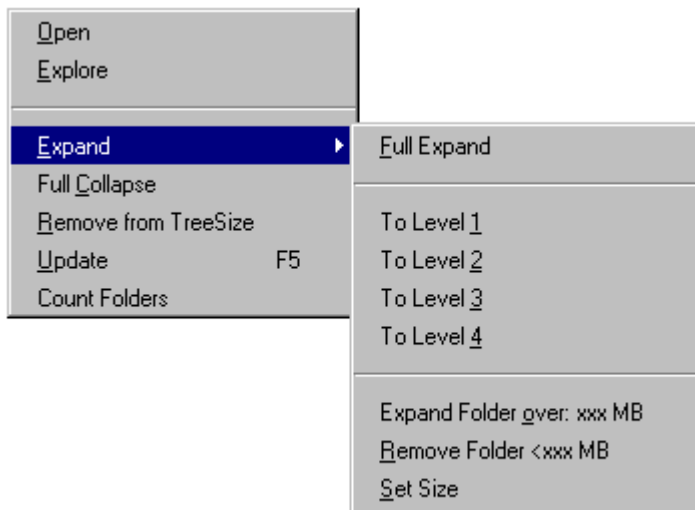 Open
Explore
Expand
Full Collapse
Remove from TreeSize
Update F5
Count Folders
Full Expand
To Level 1
To Level 2
To Level 3
To Level 4
Expand Folder over: xxx MB
Remove Folder <xxx MB
Set Size